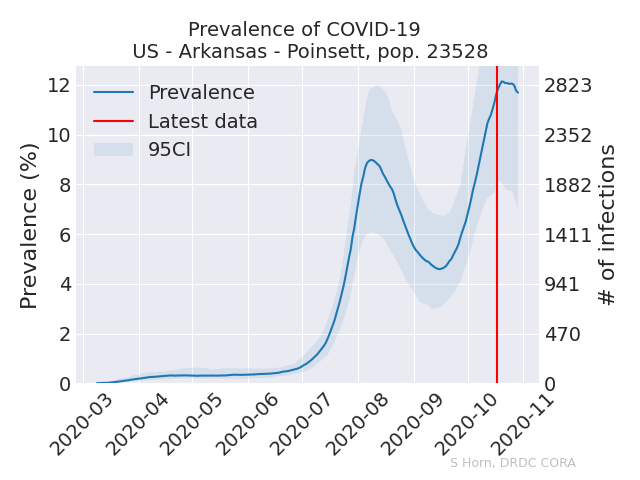 Prevalence of COVID-19
US - Arkansas - Poinsett, pop. 23528
Prevalence
Latest data
95CI
Prevalence (%)
12
10
8
6
4
2
0
2823
2352
1882
1411
941
470
0
# of infections
2020-03
2020-04
2020-05
2020-06
2020-07
2020-08
2020-09
2020-10
2020-11
S Horn, DRDC CORA